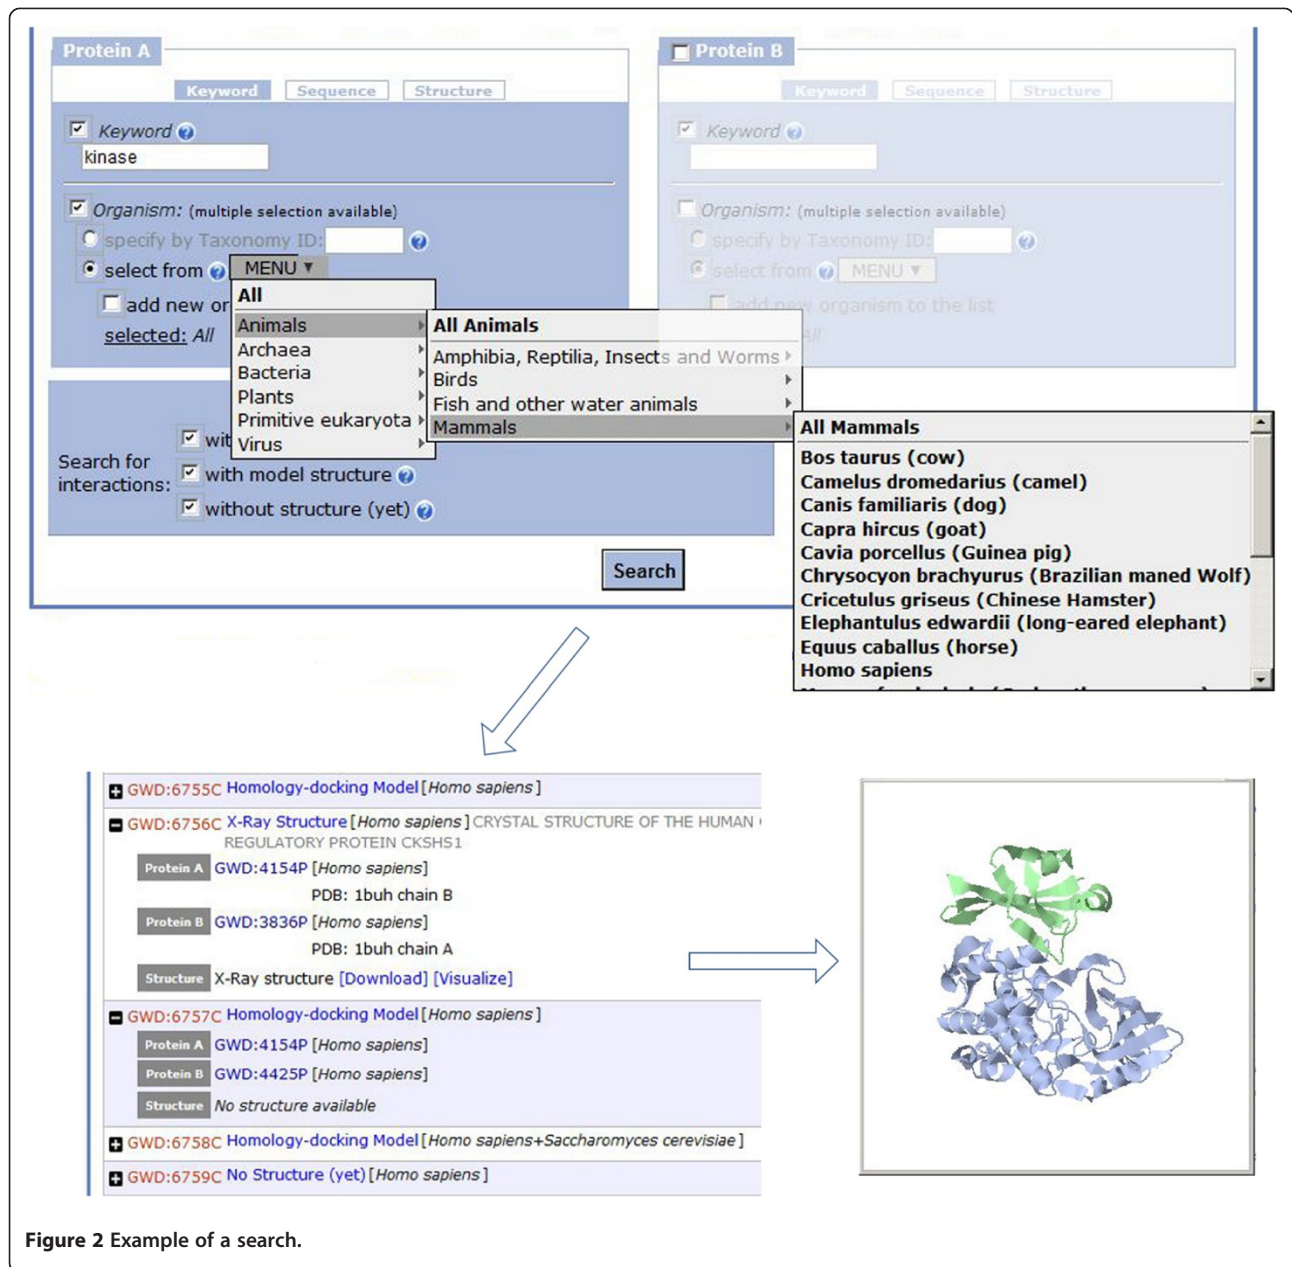 Protein A
Keyword Sequence Structure
Keyword
kinase
Organism: (multiple selection available)
specify by Taxonomy ID:
select from MENU ▼
add new or
selected: All
All
Animals
Archaea
Bacteria
Plants
Primitive eukaryota
Virus
All Animals
Amphibia, Reptilia, Insects and Worms
Birds
Fish and other water animals
Mammals
Protein B
Keyword Sequence Structure
Keyword
Organism: (multiple selection available)
specify by Taxonomy ID:
select from MENU ▼
add new organism to the list
All
All Mammals
Bos taurus (cow)
Camelus dromedarius (camel)
Canis familiaris (dog)
Capra hircus (goat)
Cavia porcellus (Guinea pig)
Chrysocyon brachyurus (Brazilian maned Wolf)
Cricetulus griseus (Chinese Hamster)
Elephantulus edwardii (long-eared elephant)
Equus caballus (horse)
Homo sapiens
Search for
interactions:
wit
with model structure
without structure (yet)
Search
GWD:6755C Homology-docking Model [Homo sapiens]
GWD:6756C X-Ray Structure [Homo sapiens] CRYSTAL STRUCTURE OF THE HUMAN
REGULATORY PROTEIN CKSHS1
Protein A GWD:4154P [Homo sapiens]
PDB: 1buh chain B
Protein B GWD:3836P [Homo sapiens]
PDB: 1buh chain A
Structure X-Ray structure [Download] [Visualize]
GWD:6757C Homology-docking Model [Homo sapiens]
Protein A GWD:4154P [Homo sapiens]
Protein B GWD:4425P [Homo sapiens]
Structure No structure available
GWD:6758C Homology-docking Model [Homo sapiens+Saccharomyces cerevisiae]
GWD:6759C No Structure (yet) [Homo sapiens]
Figure 2 Example of a search.